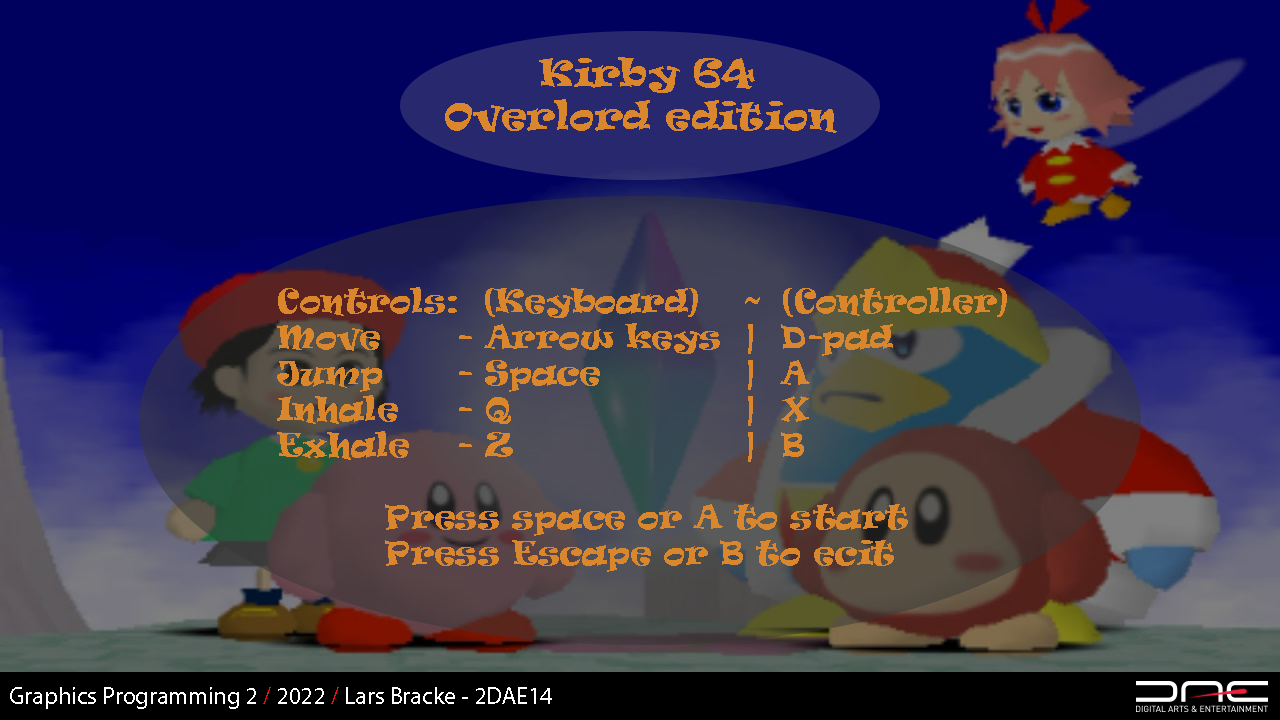 Kirby 64
Overlord edition
Controls: (Keyboard) ~ (Controller)
Move - Arrow keys | D-pad
Jump - Space | A
Inhale - Q | X
Exhale - Z | B
Press space or A to start
Press Escape or B to ecit
Graphics Programming 2 / 2022 / Lars Bracke - 2DAE14
DAE
DIGITAL ARTS & ENTERTAINMENT